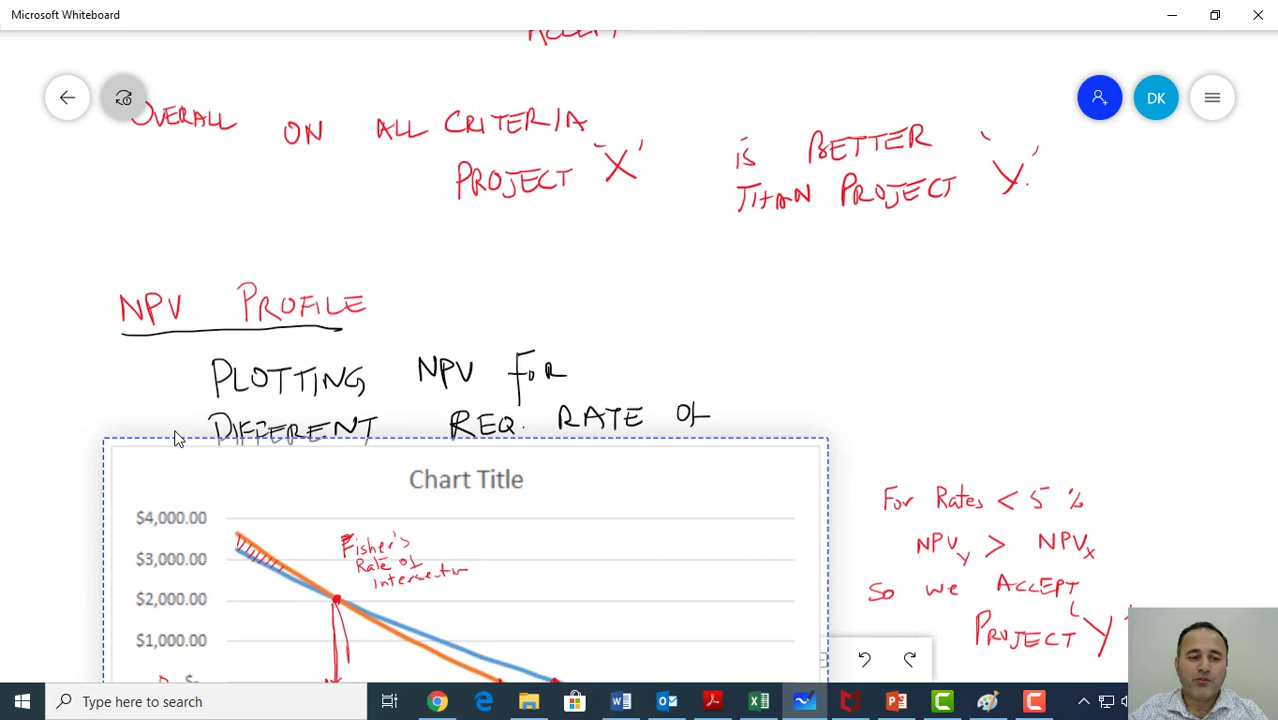 Microsoft Whiteboard
ACCEPT
OVERALL ON ALL CRITERIA
PROJECT 'X' is BETTER
THAN PROJECT 'Y'.
DK
NPV PROFILE
PLOTTING NPV FOR
DIFFERENT REQ. RATE OF
Chart Title
$4,000.00
$3,000.00
$2,000.00
$1,000.00
Fisher's
Rate of
Intersection
For Rates < 5 %
NPVy > NPVx
So we ACCEPT
PROJECT 'Y'
Type here to search